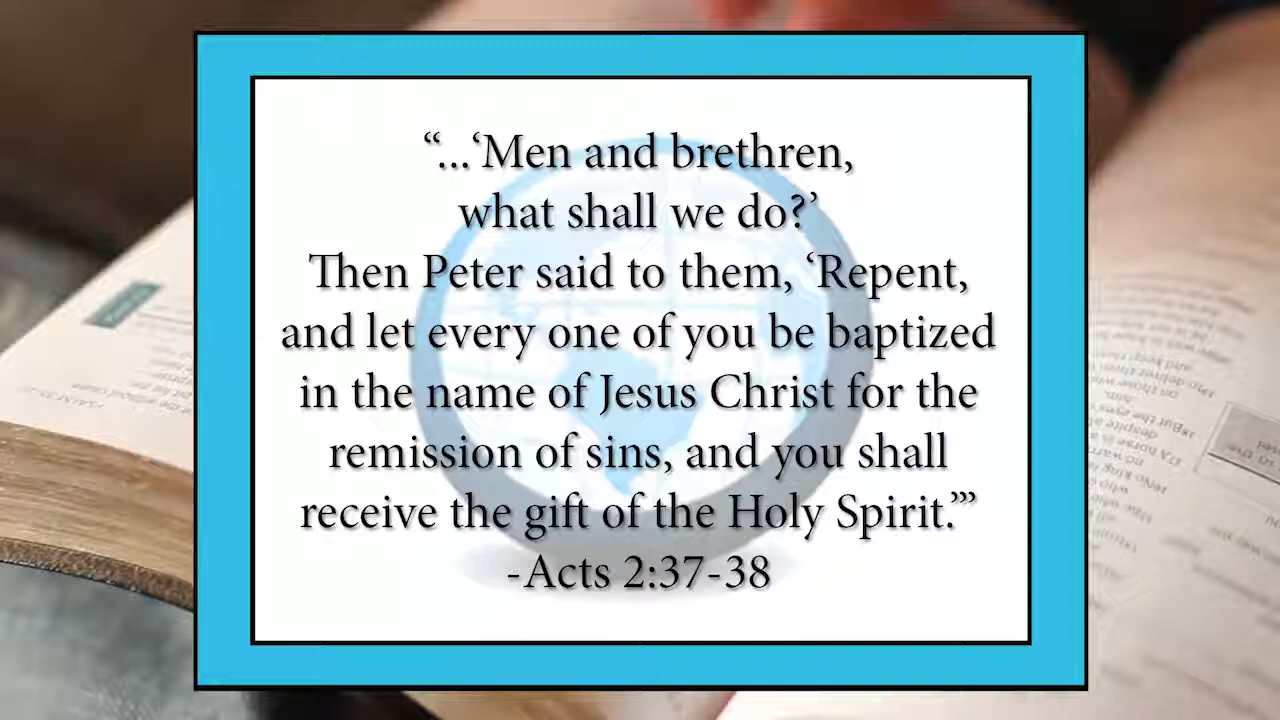 “...‘Men and brethren,
what shall we do?’
Then Peter said to them, ‘Repent,
and let every one of you be baptized
in the name of Jesus Christ for the
remission of sins, and you shall
receive the gift of the Holy Spirit.’”
-Acts 2:37-38